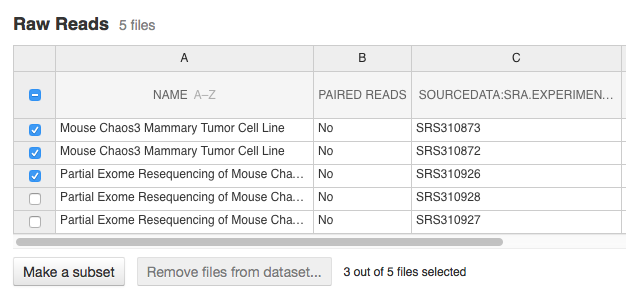 Raw Reads 5 files
A B C
NAME A–Z PAIRED READS SOURCEDATA:SRA.EXPERIMEN...
Mouse Chaos3 Mammary Tumor Cell Line No SRS310873
Mouse Chaos3 Mammary Tumor Cell Line No SRS310872
Partial Exome Resequencing of Mouse Cha... No SRS310926
Partial Exome Resequencing of Mouse Cha... No SRS310928
Partial Exome Resequencing of Mouse Cha... No SRS310927
Make a subset Remove files from dataset... 3 out of 5 files selected